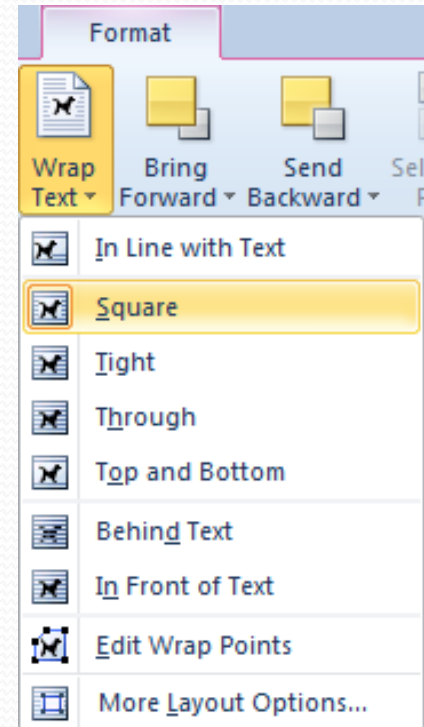 Format
Wrap Bring Send Sel
Text Forward Backward
In Line with Text
Square
Tight
Through
Top and Bottom
Behind Text
In Front of Text
Edit Wrap Points
More Layout Options...